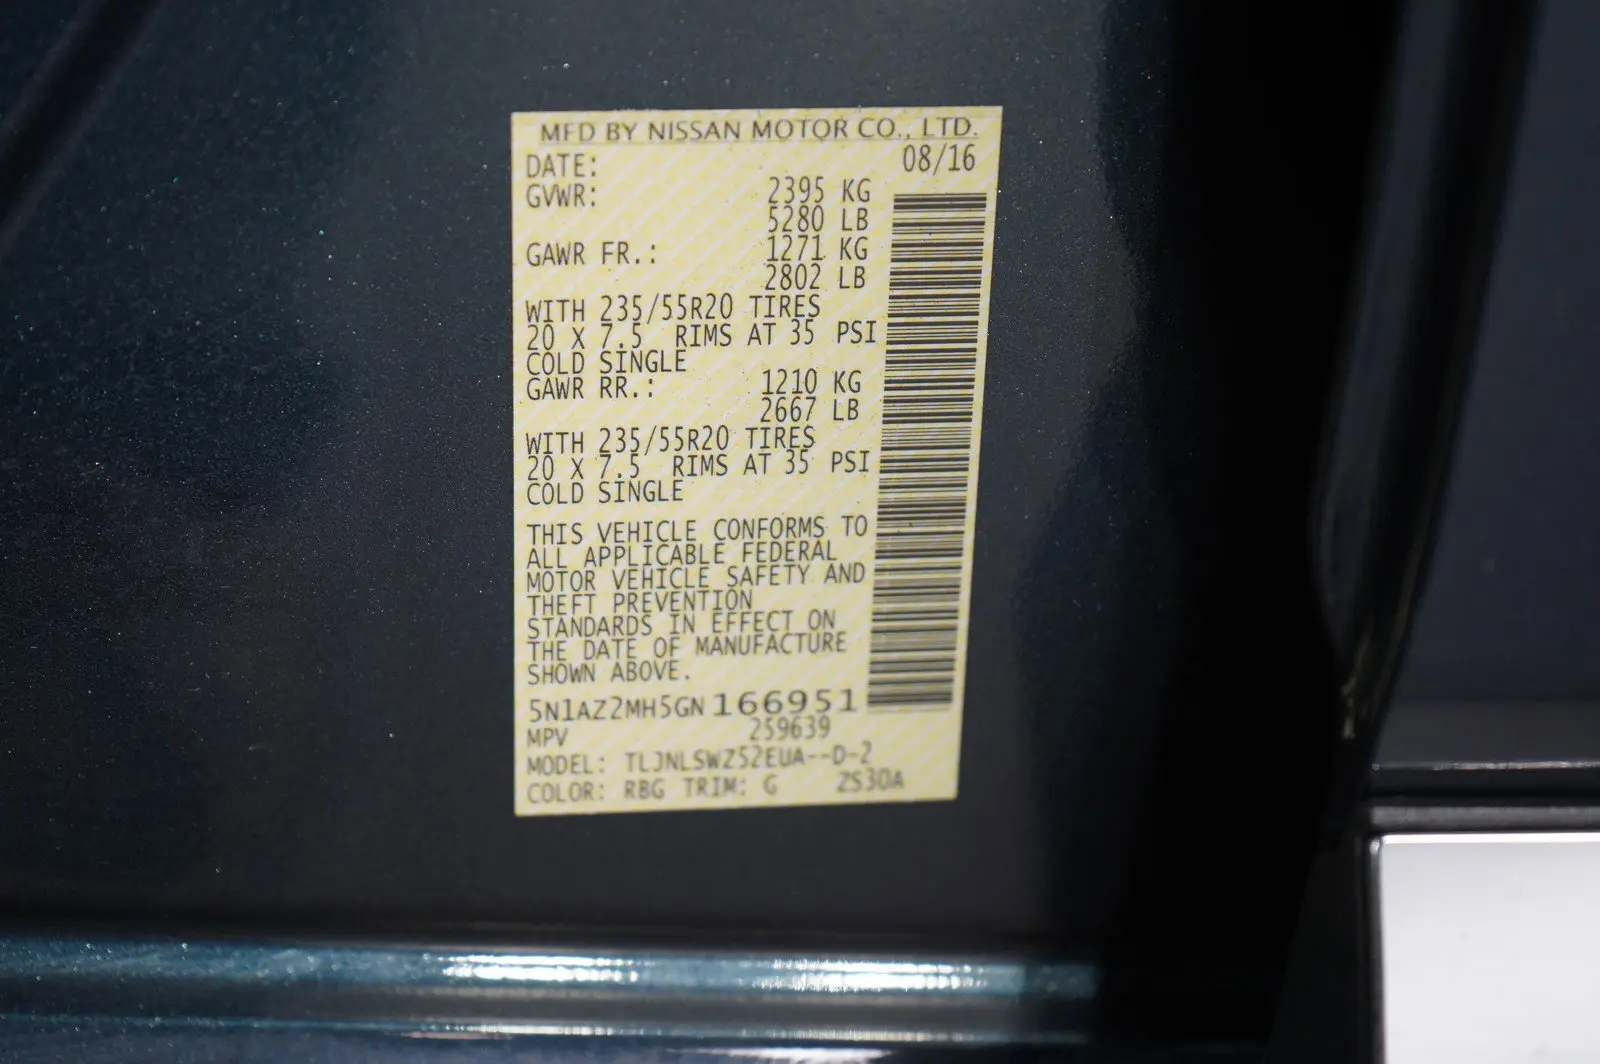 MFD BY NISSAN MOTOR CO., LTD.
DATE: 08/16
GVWR: 2395 KG
5280 LB
GAWR FR.: 1271 KG
2802 LB
WITH 235/55R20 TIRES
20 X 7.5 RIMS AT 35 PSI
COLD SINGLE
GAWR RR.: 1210 KG
2667 LB
WITH 235/55R20 TIRES
20 X 7.5 RIMS AT 35 PSI
COLD SINGLE
THIS VEHICLE CONFORMS TO
ALL APPLICABLE FEDERAL
MOTOR VEHICLE SAFETY AND
THEFT PREVENTION
STANDARDS IN EFFECT ON
THE DATE OF MANUFACTURE
SHOWN ABOVE.
5N1AZ2MH5GN166951
MPV 259639
MODEL: TLJNLSWZ52EUA--D-2
COLOR: RBG TRIM: G ZS30A